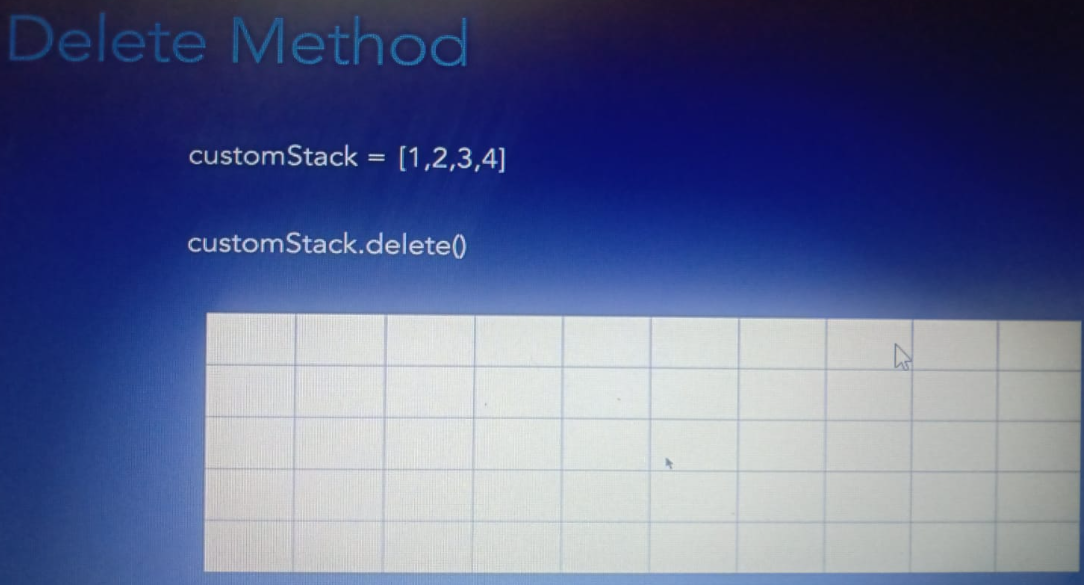 Delete Method
customStack = [1,2,3,4]
customStack.delete()